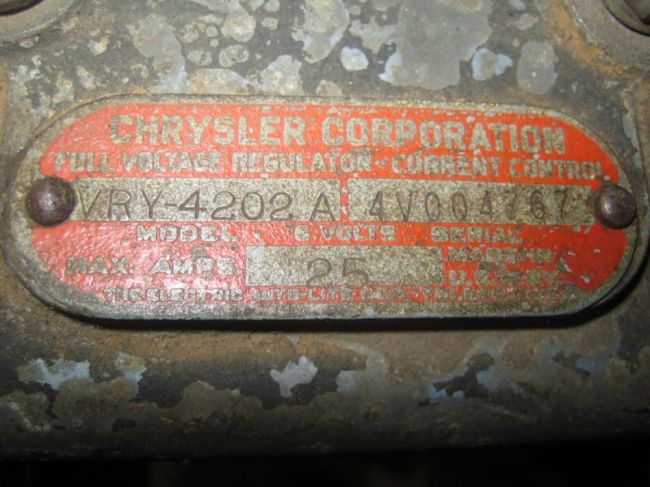 CHRYSLER CORPORATION
FULL VOLTAGE REGULATOR - CURRENT CONTROL
VRY-4202 A 4V004767
MODEL 6 VOLTS SERIAL
MAX. AMPS. 25 MADE IN U.S.A.
THE ELECTRIC AUTO-LITE